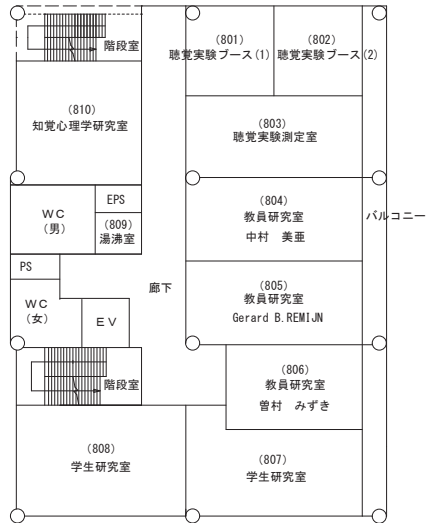 階段室
(801)
聴覚実験ブース(1)
(802)
聴覚実験ブース(2)
(810)
知覚心理学研究室
(803)
聴覚実験測定室
WC
(男)
EPS
(809)
湯沸室
(804)
教員研究室
中村 美亜
バルコニー
PS
WC
(女)
EV
廊下
(805)
教員研究室
Gerard B.REMIJN
階段室
(806)
教員研究室
曽村 みずき
(808)
学生研究室
(807)
学生研究室